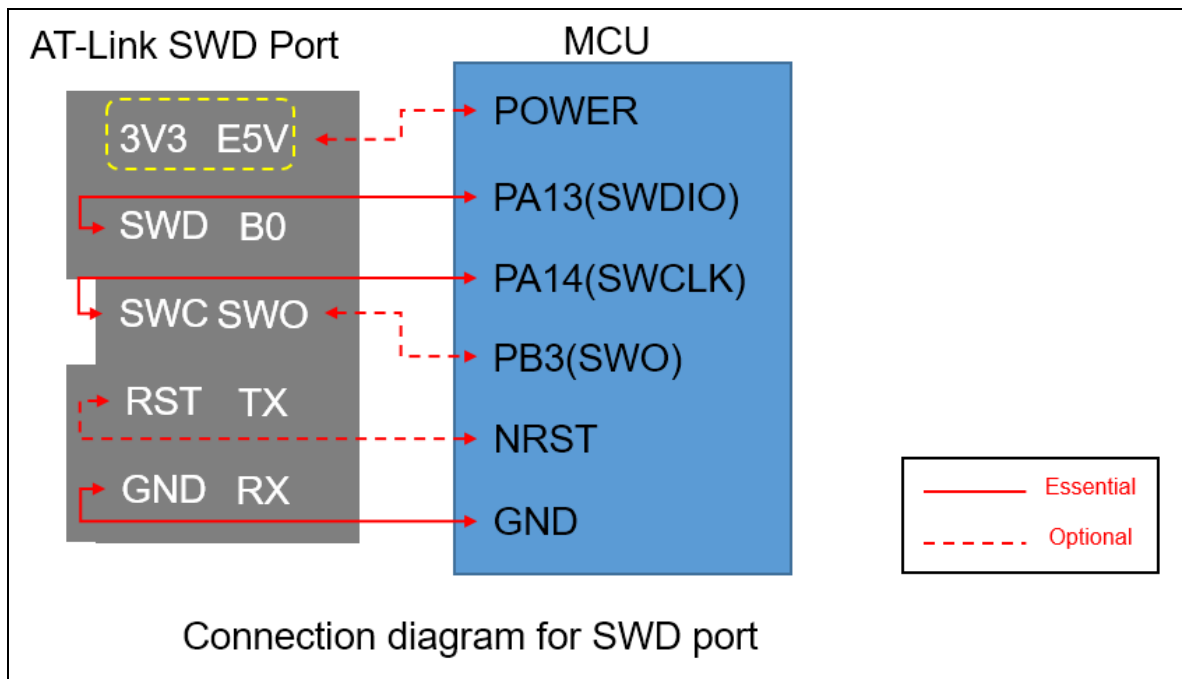 AT-Link SWD Port
MCU
3V3 E5V
POWER
SWD B0
PA13(SWDIO)
SWC SWO
PA14(SWCLK)
PB3(SWO)
RST TX
NRST
GND RX
GND
Essential
Optional
Connection diagram for SWD port